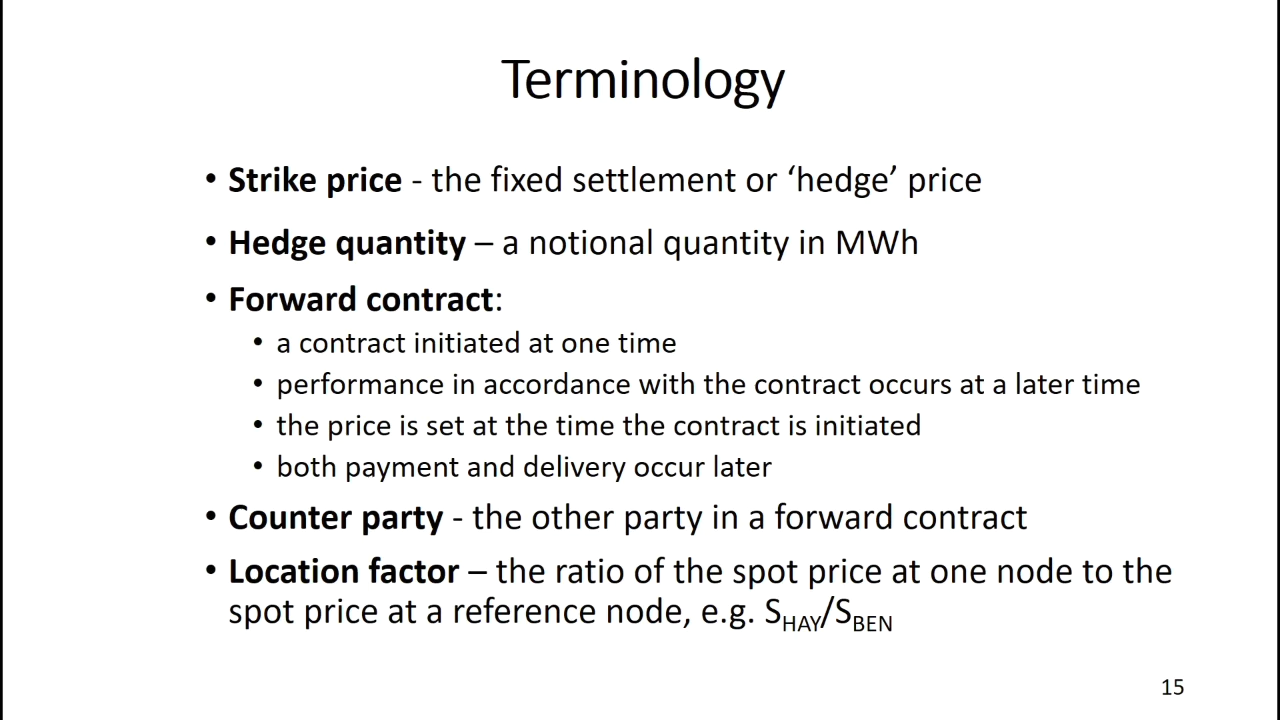 Terminology
• Strike price - the fixed settlement or ‘hedge’ price
• Hedge quantity – a notional quantity in MWh
• Forward contract:
• a contract initiated at one time
• performance in accordance with the contract occurs at a later time
• the price is set at the time the contract is initiated
• both payment and delivery occur later
• Counter party - the other party in a forward contract
• Location factor – the ratio of the spot price at one node to the
spot price at a reference node, e.g. SHAY/SBEN
15